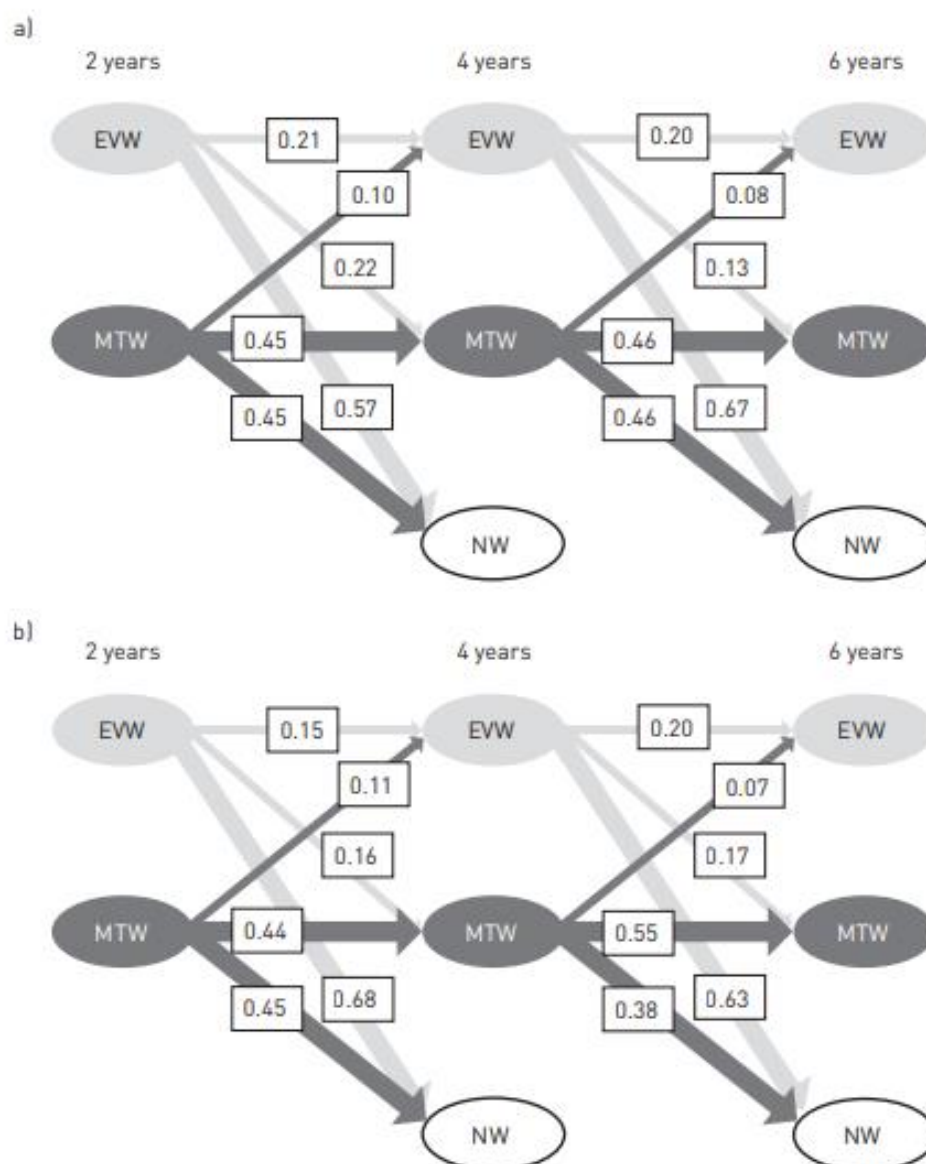 a)
2 years 4 years 6 years
EVW 0.21 EVW 0.20 EVW
0.10 0.08
0.22 0.13
MTW 0.45 MTW 0.46 MTW
0.45 0.57 0.46 0.67
NW NW
b)
2 years 4 years 6 years
EVW 0.15 EVW 0.20 EVW
0.11 0.07
0.16 0.17
MTW 0.44 MTW 0.55 MTW
0.45 0.68 0.38 0.63
NW NW